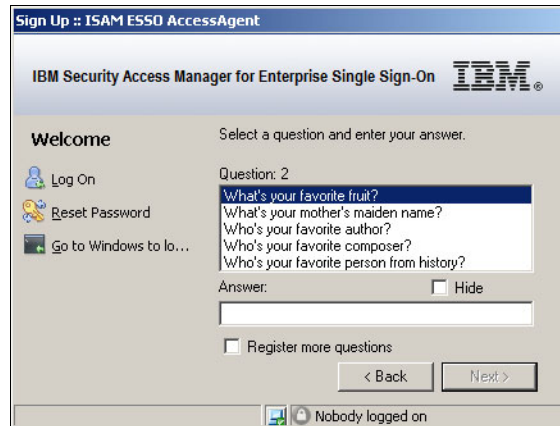 Sign Up :: ISAM ESSO AccessAgent
IBM Security Access Manager for Enterprise Single Sign-On IBM®
Welcome
Log On
Reset Password
Go to Windows to lo...
Select a question and enter your answer.
Question: 2
What's your favorite fruit?
What's your mother's maiden name?
Who's your favorite author?
Who's your favorite composer?
Who's your favorite person from history?
Answer:
Hide
Register more questions
< Back
Next >
Nobody logged on